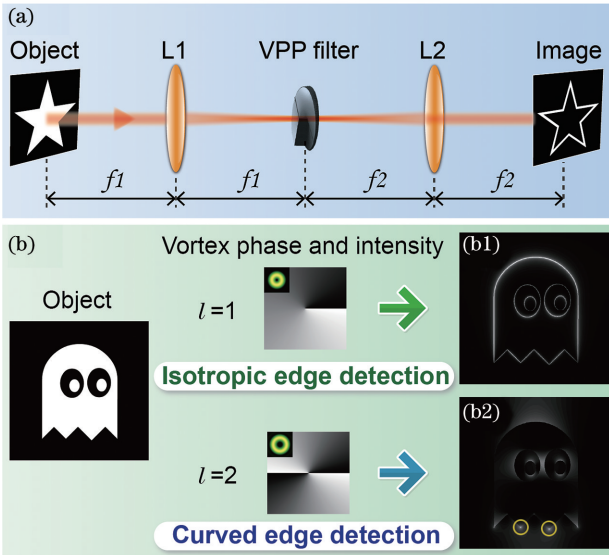 (a)
Object
L1
VPP filter
L2
Image
f1
f1
f2
f2
(b)
Vortex phase and intensity
(b1)
Object
l=1
Isotropic edge detection
(b2)
l=2
Curved edge detection